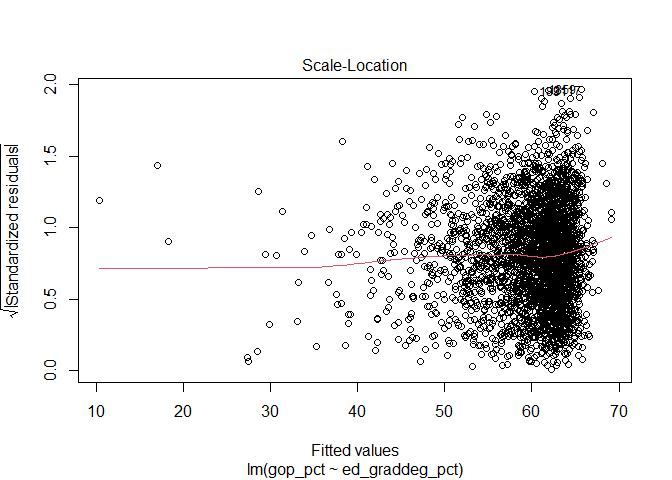 Scale-Location
√|Standardized residuals|
2.0
1.5
1.0
0.5
0.0
10 20 30 40 50 60 70
Fitted values
lm(gop_pct ~ ed_graddeg_pct)